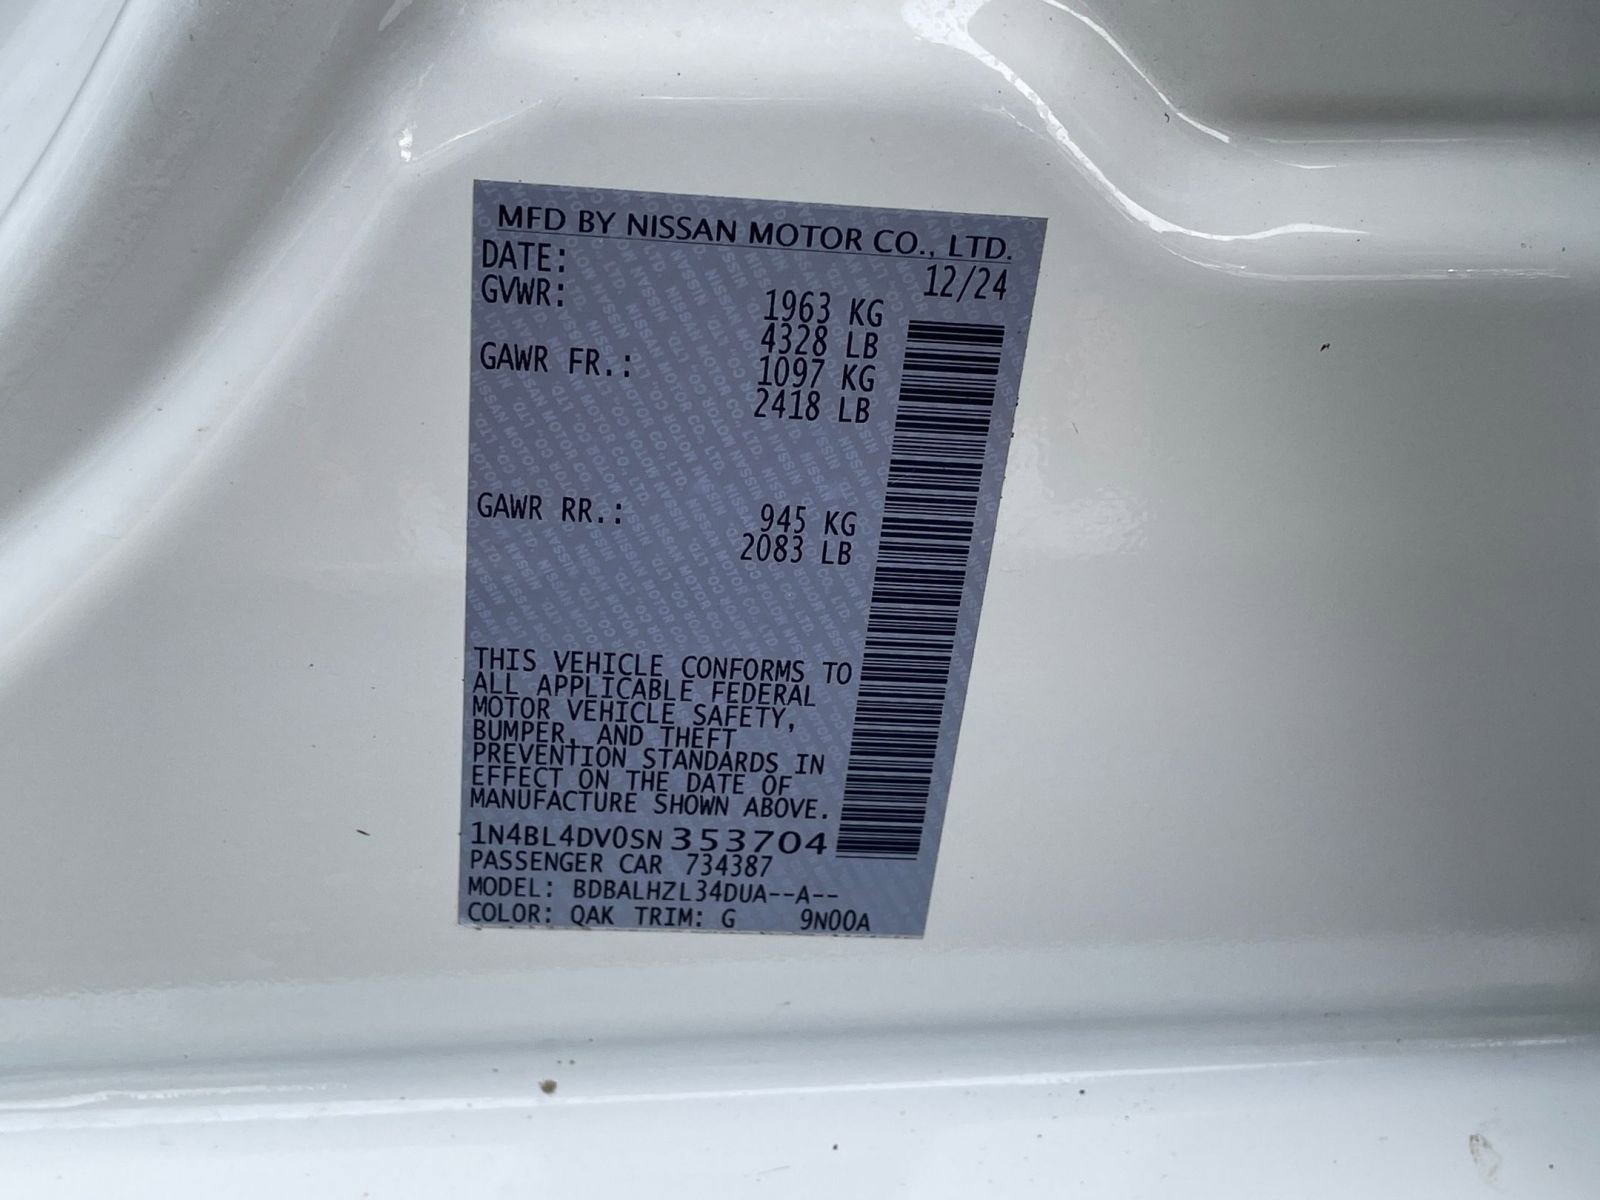 MFD BY NISSAN MOTOR CO., LTD.
DATE: 12/24
GVWR: 1963 KG
4328 LB
GAWR FR.: 1097 KG
2418 LB
GAWR RR.: 945 KG
2083 LB
THIS VEHICLE CONFORMS TO
ALL APPLICABLE FEDERAL
MOTOR VEHICLE SAFETY,
BUMPER, AND THEFT
PREVENTION STANDARDS IN
EFFECT ON THE DATE OF
MANUFACTURE SHOWN ABOVE.
1N4BL4DV0SN353704
PASSENGER CAR 734387
MODEL: BDBALHZL34DUA--A--
COLOR: QAK TRIM: G 9N00A